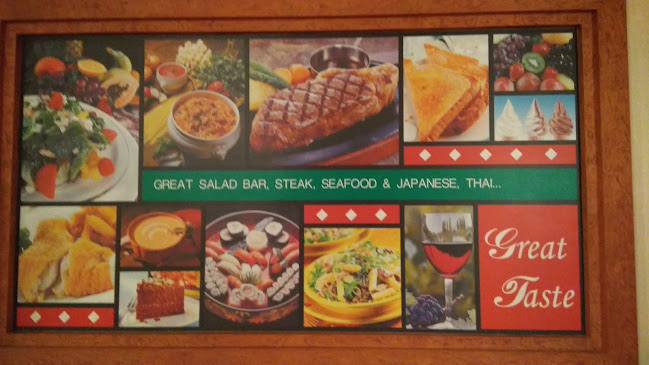 GREAT SALAD BAR, STEAK, SEAFOOD & JAPANESE, THAI...
Great
Taste